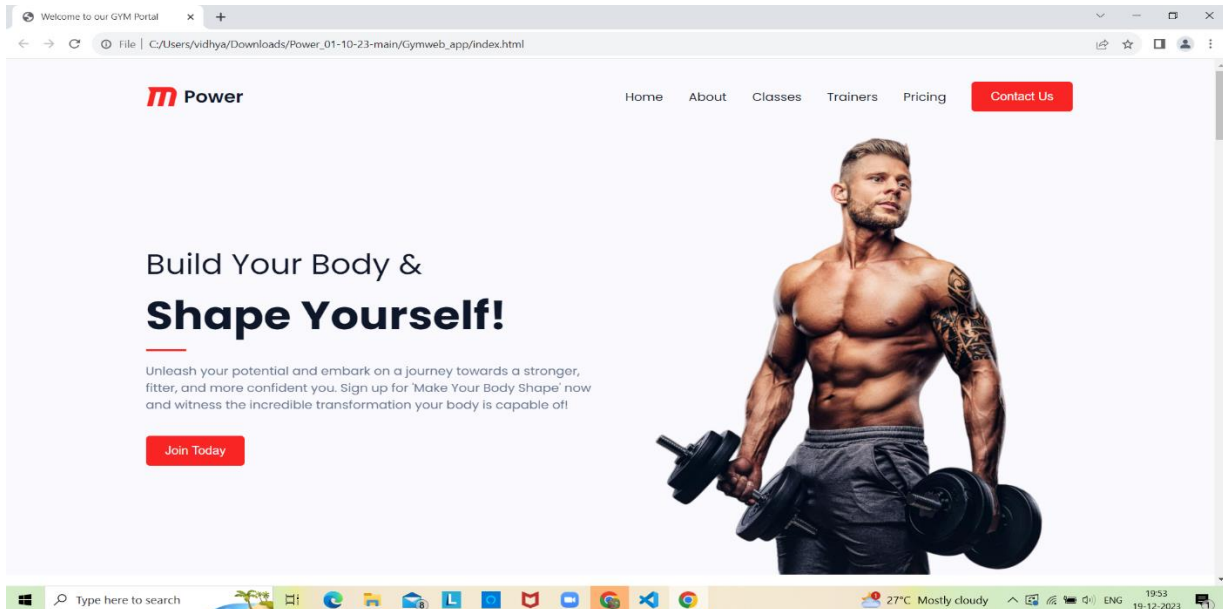 Welcome to our GYM Portal
File | C:/Users/vidhya/Downloads/Power_01-10-23-main/Gymweb_app/index.html
m Power
Home About Classes Trainers Pricing Contact Us
Build Your Body &
Shape Yourself!
Unleash your potential and embark on a journey towards a stronger,
fitter, and more confident you. Sign up for 'Make Your Body Shape' now
and witness the incredible transformation your body is capable of!
Join Today
Type here to search
8
L
27°C Mostly cloudy
ENG
19:53
19-12-2023